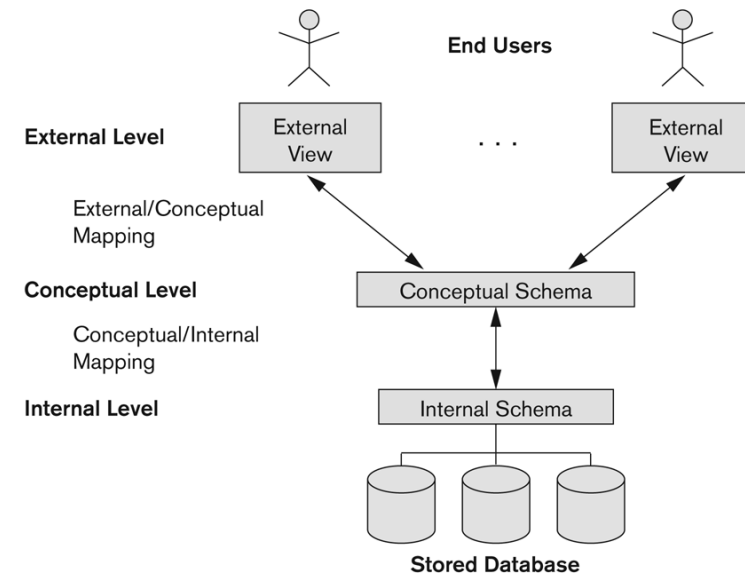 End Users
External Level
External
View
. . .
External
View
External/Conceptual
Mapping
Conceptual Level
Conceptual Schema
Conceptual/Internal
Mapping
Internal Level
Internal Schema
Stored Database